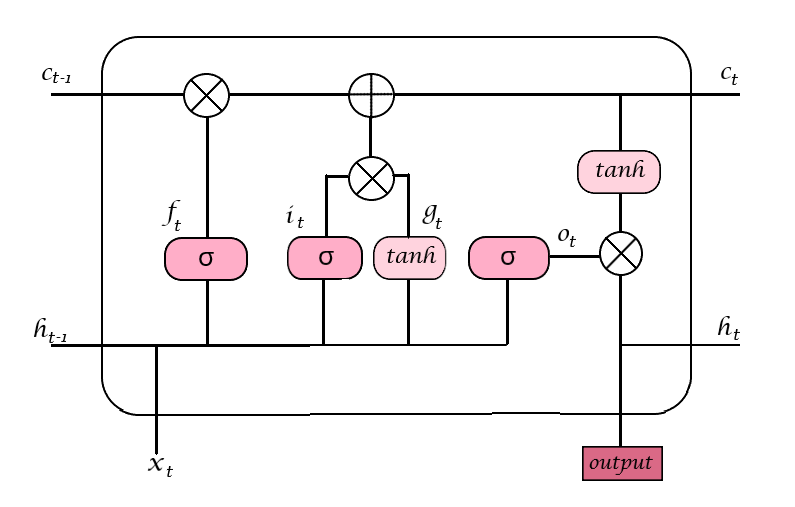 c_{t-1}
c_t
tanh
f_t
i_t
g_t
o_t
σ
σ
tanh
σ
h_{t-1}
h_t
x_t
output